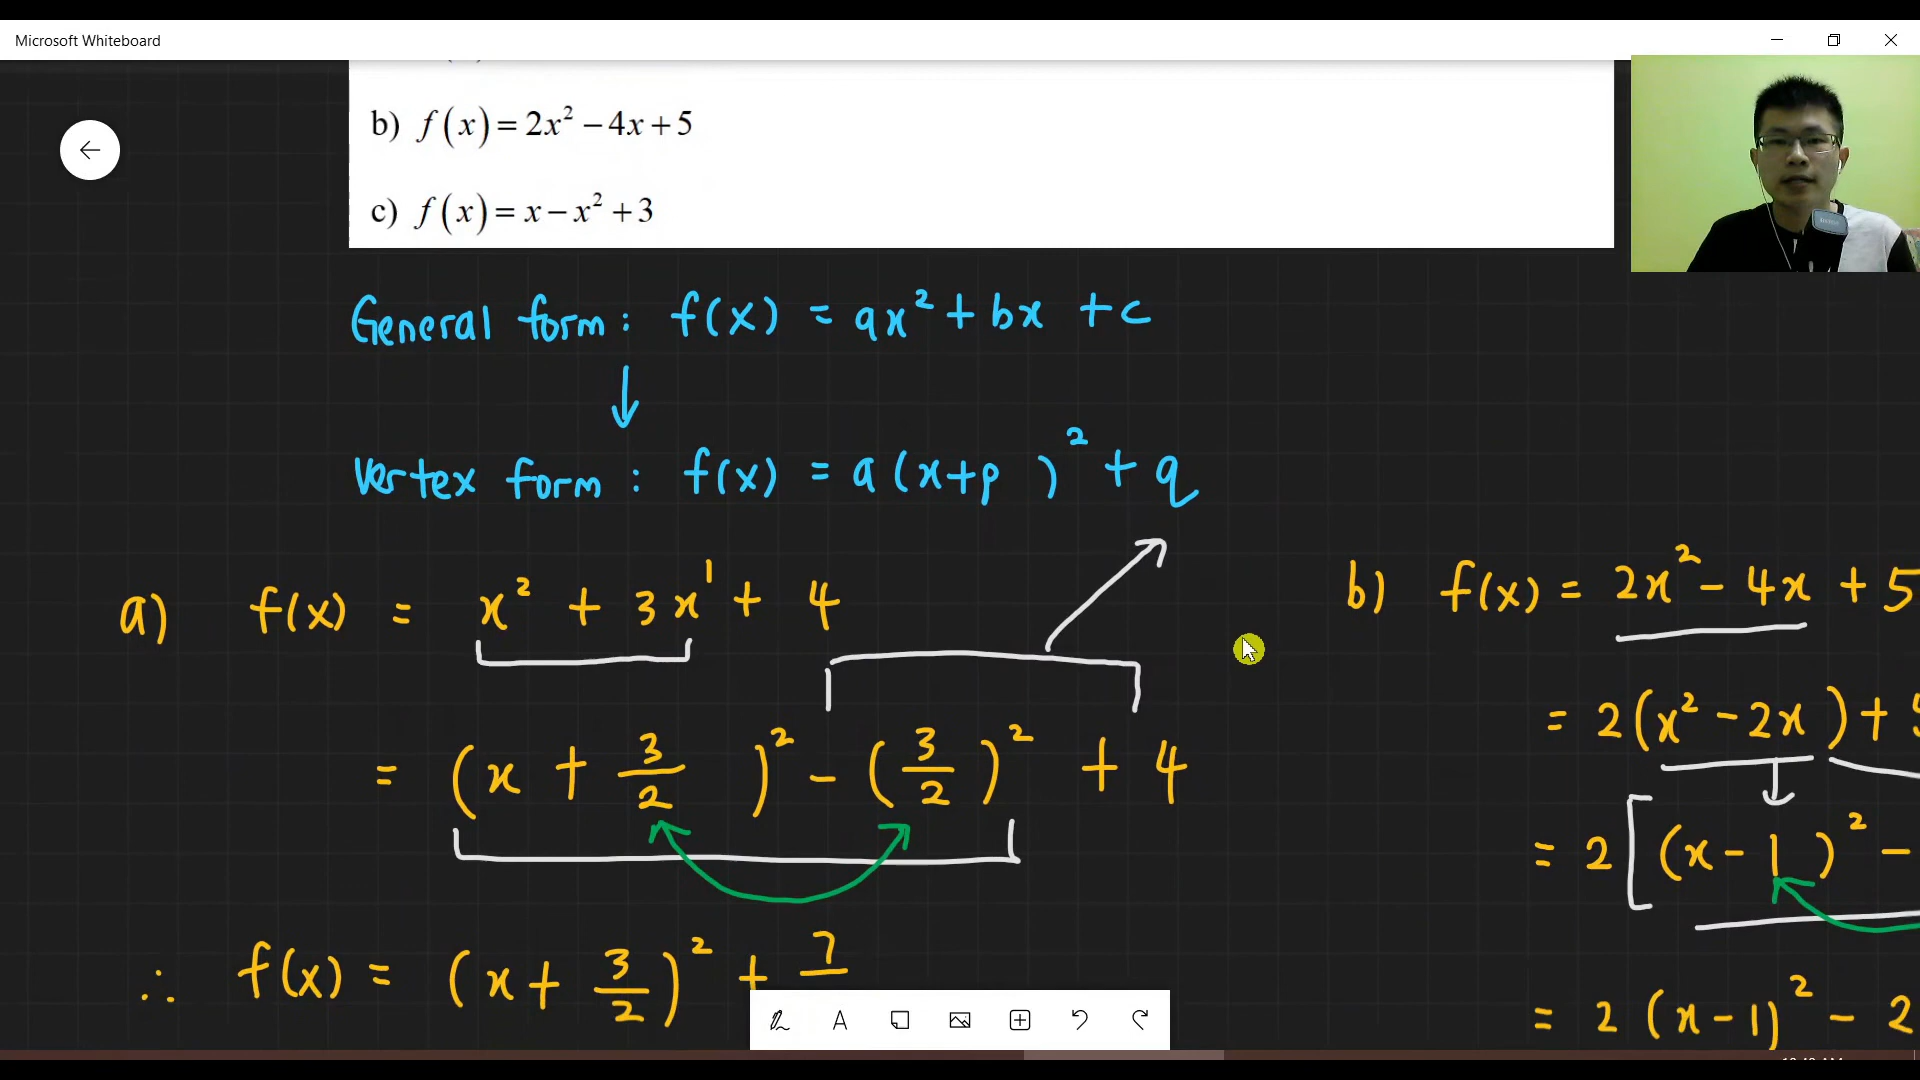 Microsoft Whiteboard
b) f(x) = 2x² − 4x + 5
c) f(x) = x − x² + 3
General form : f(x) = ax² + bx + c
↓
Vertex form : f(x) = a(x+p )² + q
a) f(x) = x² + 3x¹ + 4
= (x + 3/2 )² − (3/2)² + 4
∴ f(x) = (x + 3/2)² + 7
b) f(x) = 2x² − 4x + 5
= 2(x² − 2x ) +
= 2[(x − 1 )² −
= 2 (x − 1)² − 2